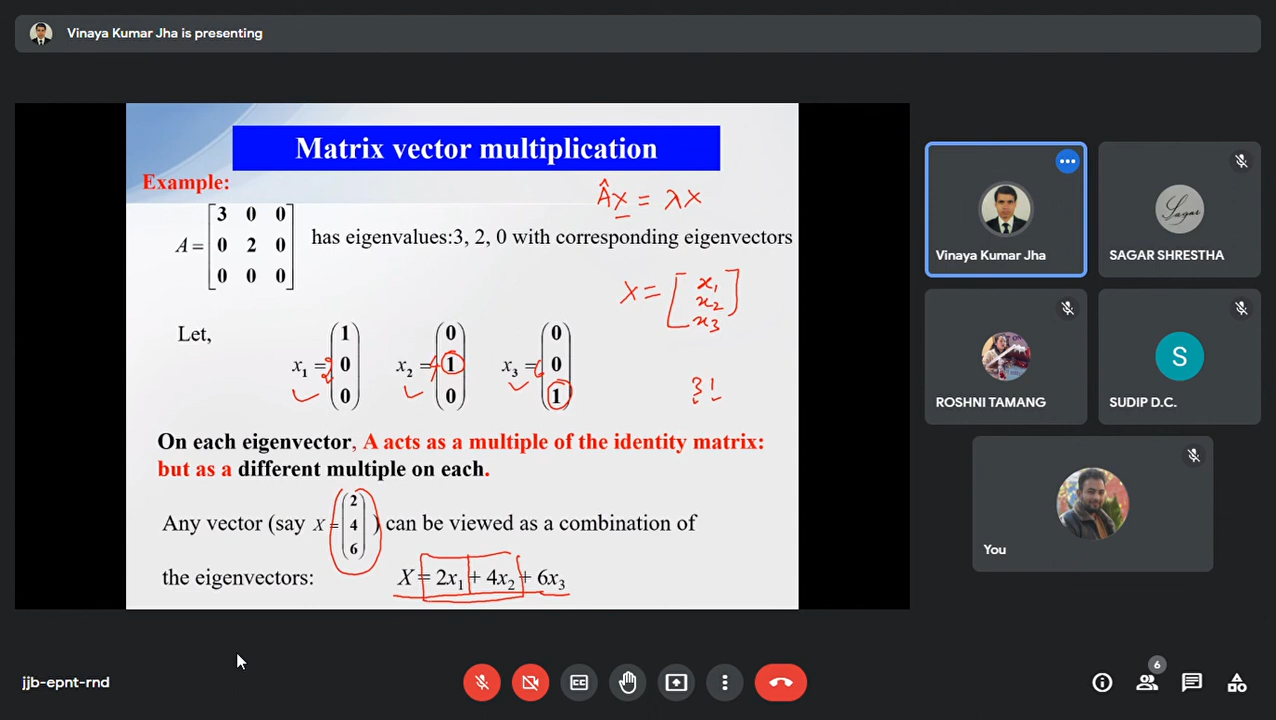 Vinaya Kumar Jha is presenting
Matrix vector multiplication
Example:
Âx = λx
A = [3 0 0
0 2 0
0 0 0] has eigenvalues:3, 2, 0 with corresponding eigenvectors
X = [x₁
x₂
x₃]
Let,
x₁ = (1 0 0) x₂ = (0 1 0) x₃ = (0 0 1)
3!
On each eigenvector, A acts as a multiple of the identity matrix:
but as a different multiple on each.
Any vector (say X = (2 4 6)) can be viewed as a combination of
the eigenvectors: X = 2x₁ + 4x₂ + 6x₃
Vinaya Kumar Jha
Sagar
SAGAR SHRESTHA
ROSHNI TAMANG
S
SUDIP D.C.
You
jjb-epnt-rnd
6